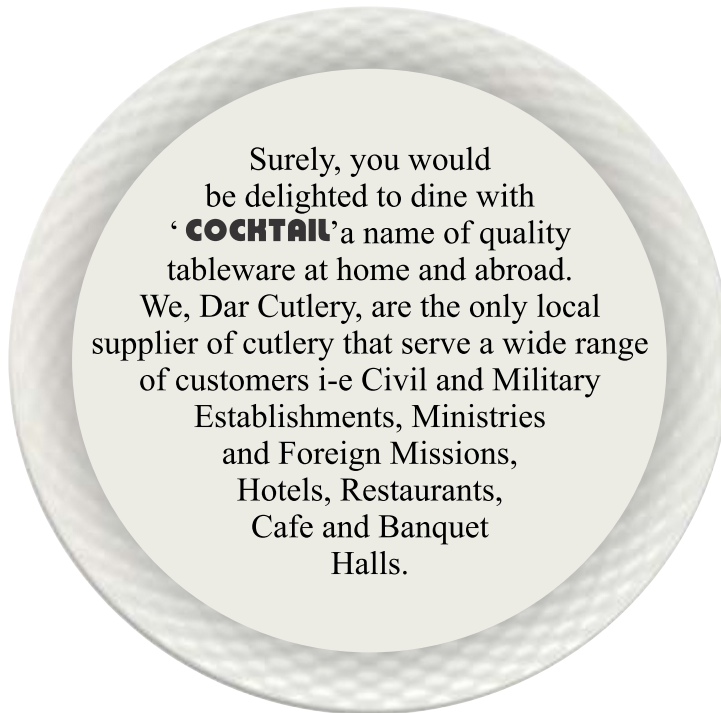 Surely, you would
be delighted to dine with
‘ COCKTAIL’a name of quality
tableware at home and abroad.
We, Dar Cutlery, are the only local
supplier of cutlery that serve a wide range
of customers i-e Civil and Military
Establishments, Ministries
and Foreign Missions,
Hotels, Restaurants,
Cafe and Banquet
Halls.